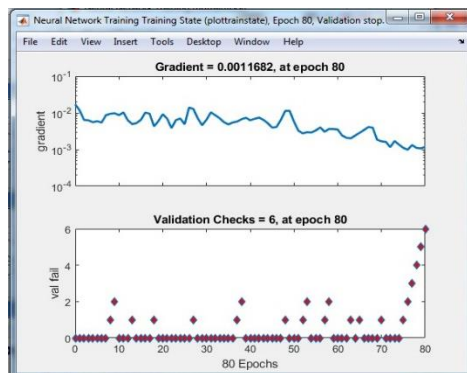 Neural Network Training Training State (plottrainstate), Epoch 80, Validation stop.
File Edit View Insert Tools Desktop Window Help
Gradient = 0.0011682, at epoch 80
10^-1
10^-2
10^-3
10^-4
gradient
Validation Checks = 6, at epoch 80
6
4
2
0
val fail
0 10 20 30 40 50 60 70 80
80 Epochs